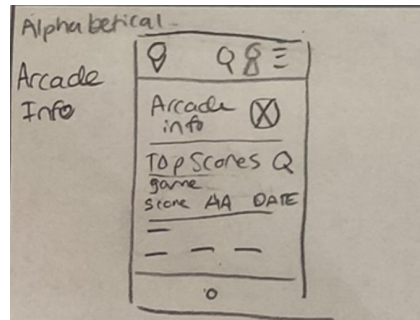 Alphabetical
Arcade
Info
Arcade
info
Top Scores
game
Score AA DATE